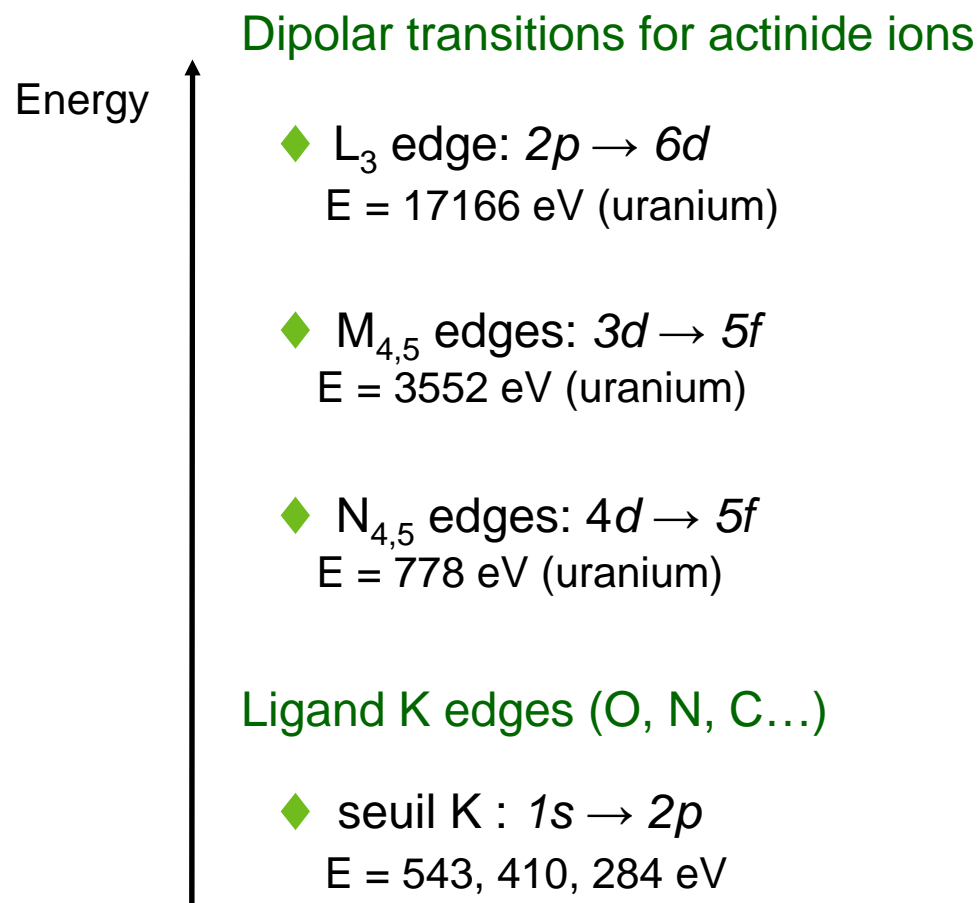 Dipolar transitions for actinide ions
Energy
♦ L₃ edge: 2p → 6d
E = 17166 eV (uranium)
♦ M₄,₅ edges: 3d → 5f
E = 3552 eV (uranium)
♦ N₄,₅ edges: 4d → 5f
E = 778 eV (uranium)
Ligand K edges (O, N, C…)
♦ seuil K : 1s → 2p
E = 543, 410, 284 eV